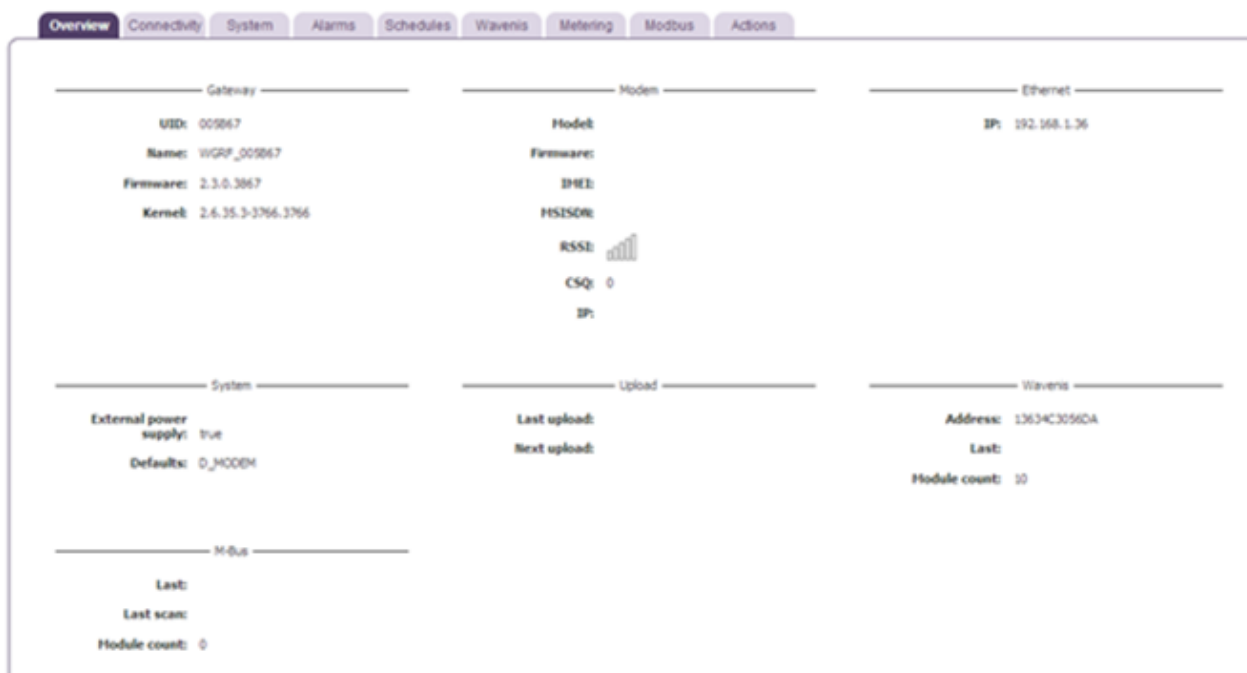 Overview Connectivity System Alarms Schedules Wavenis Metering Modbus Actions
Gateway
UID: 005B67
Name: WGRF_005B67
Firmware: 2.3.0.3867
Kernel: 2.6.35.3-3766.3766
Modem
Model:
Firmware:
IMEI:
MSISDN:
RSSI:
CSQ: 0
IP:
Ethernet
IP: 192.168.1.36
System
External power
supply: true
Defaults: D_MODEM
Upload
Last upload:
Next upload:
Wavenis
Address: 13634C3056DA
Last:
Module count: 10
M-Bus
Last:
Last scan:
Module count: 0